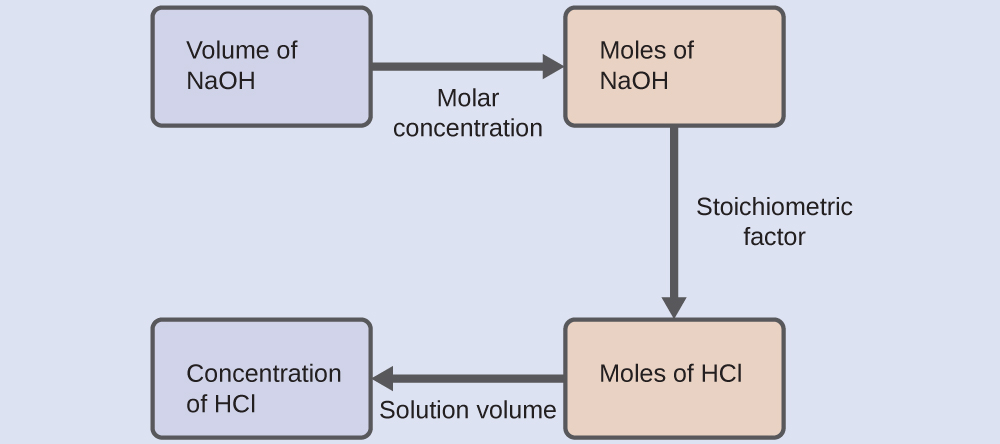 Volume of
NaOH
Molar
concentration
Moles of
NaOH
Stoichiometric
factor
Moles of HCl
Solution volume
Concentration
of HCl